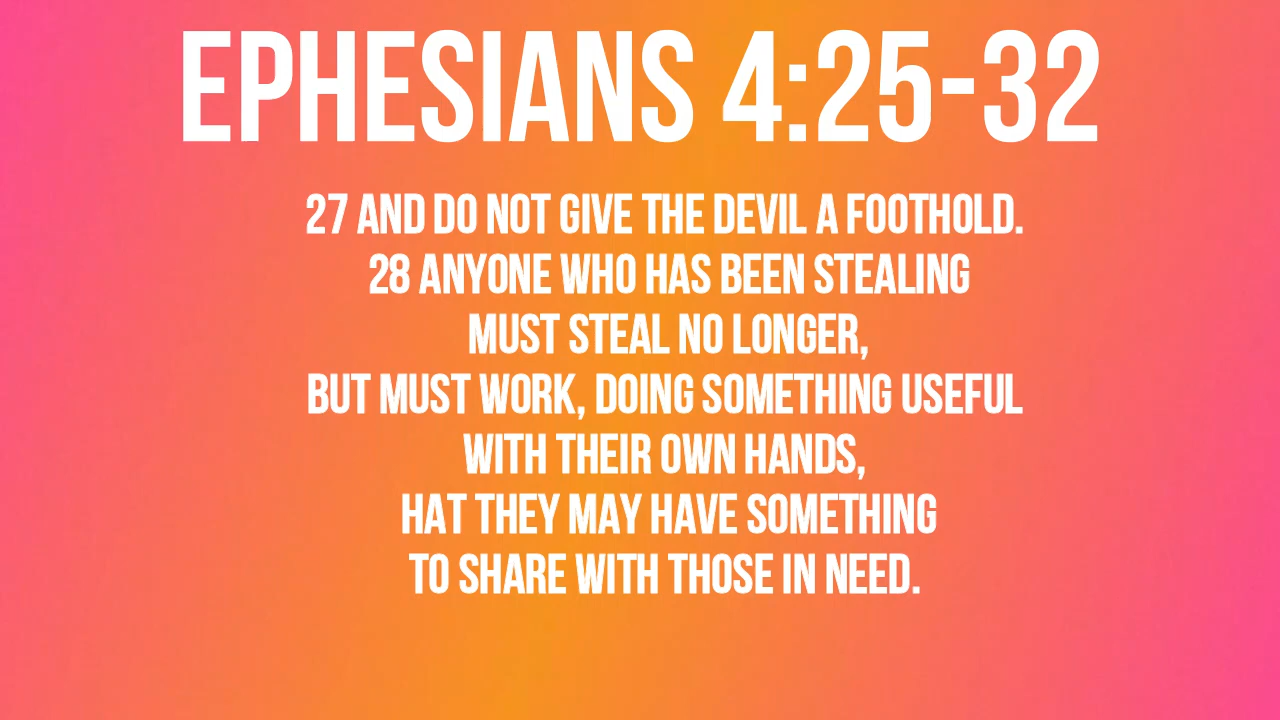 EPHESIANS 4:25-32
27 AND DO NOT GIVE THE DEVIL A FOOTHOLD.
28 ANYONE WHO HAS BEEN STEALING
MUST STEAL NO LONGER,
BUT MUST WORK, DOING SOMETHING USEFUL
WITH THEIR OWN HANDS,
HAT THEY MAY HAVE SOMETHING
TO SHARE WITH THOSE IN NEED.